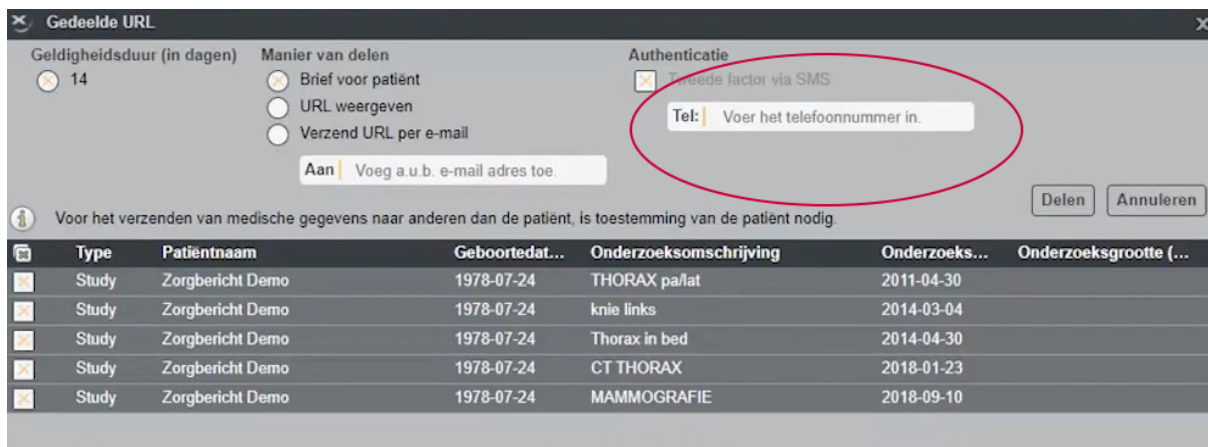 Gedeelde URL
Geldigheidsduur (in dagen) Manier van delen Authenticatie
14 Brief voor patiënt Tweede factor via SMS
URL weergeven Tel: Voer het telefoonnummer in.
Verzend URL per e-mail
Aan Voeg a.u.b. e-mail adres toe.
Delen Annuleren
Voor het verzenden van medische gegevens naar anderen dan de patiënt, is toestemming van de patiënt nodig.
Type Patiëntnaam Geboortedat... Onderzoeksomschrijving Onderzoeks... Onderzoeksgrootte (...
Study Zorgbericht Demo 1978-07-24 THORAX pa/lat 2011-04-30
Study Zorgbericht Demo 1978-07-24 knie links 2014-03-04
Study Zorgbericht Demo 1978-07-24 Thorax in bed 2014-04-30
Study Zorgbericht Demo 1978-07-24 CT THORAX 2018-01-23
Study Zorgbericht Demo 1978-07-24 MAMMOGRAFIE 2018-09-10